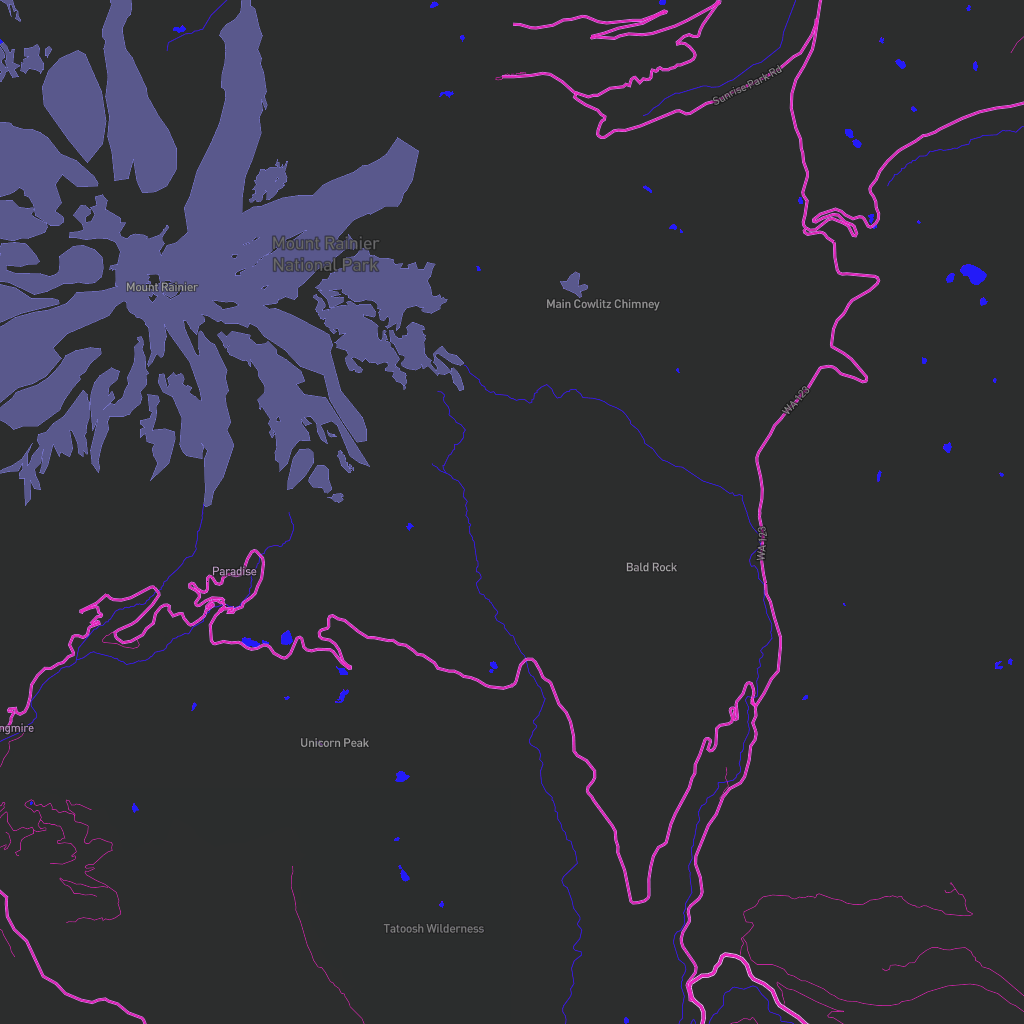 Sunrise Park Rd
Mount Rainier
National Park
Mount Rainier
Main Cowlitz Chimney
WA 123
WA 123
Bald Rock
Paradise
ngmire
Unicorn Peak
Tatoosh Wilderness